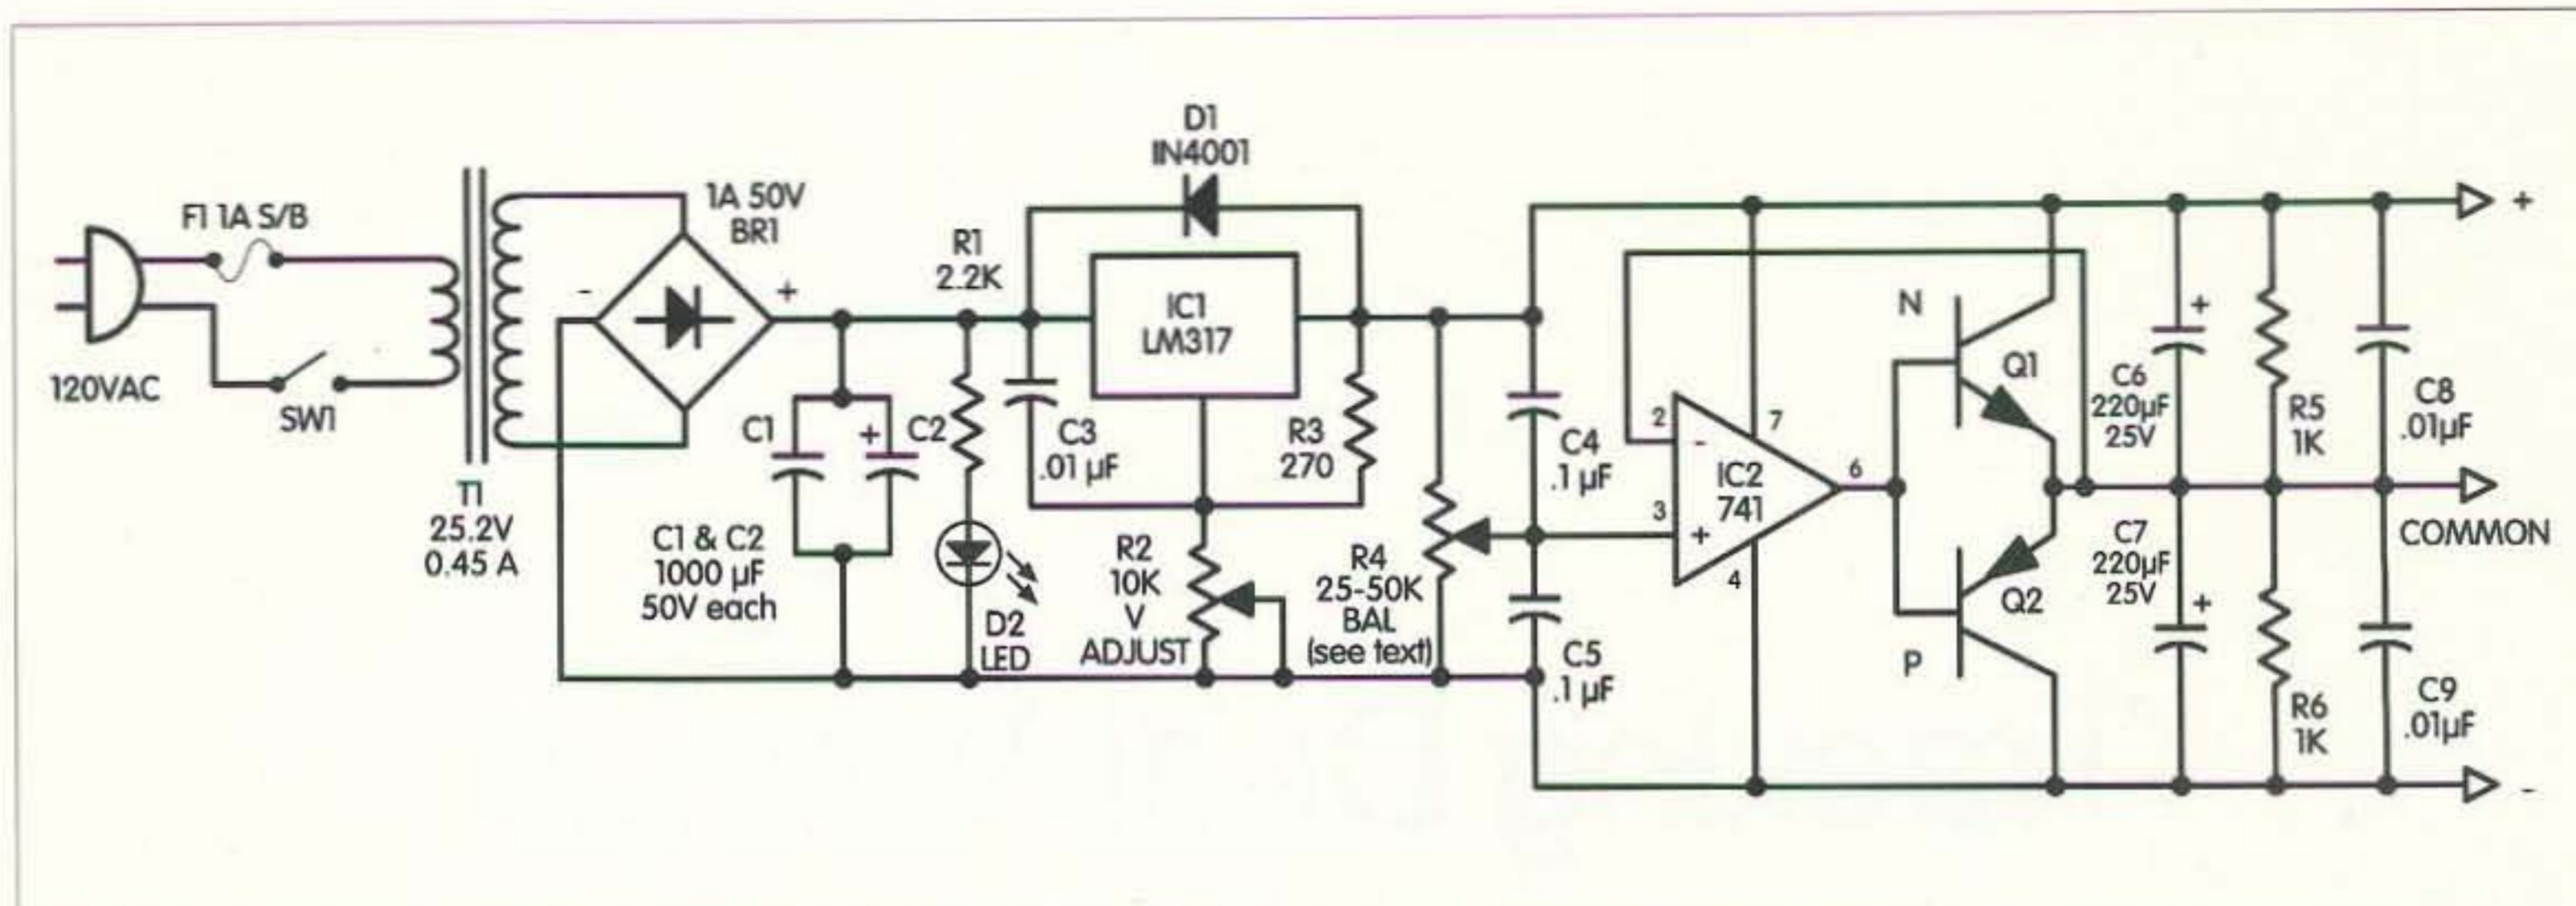 F1 1A S/B
120VAC
SW1
T1
25.2V
0.45 A
1A 50V
BR1
-
+
C1
+
C2
C1 & C2
1000 µF
50V each
R1
2.2K
D2
LED
D1
IN4001
IC1
LM317
C3
.01 µF
R3
270
R2
10K
V
ADJUST
R4
25-50K
BAL
(see text)
C4
.1 µF
C5
.1 µF
2
-
3
+
IC2
741
7
4
6
N
Q1
P
Q2
+
C6
220µF
25V
C7
220µF
25V
+
R5
1K
R6
1K
C8
.01µF
C9
.01µF
+
COMMON
-